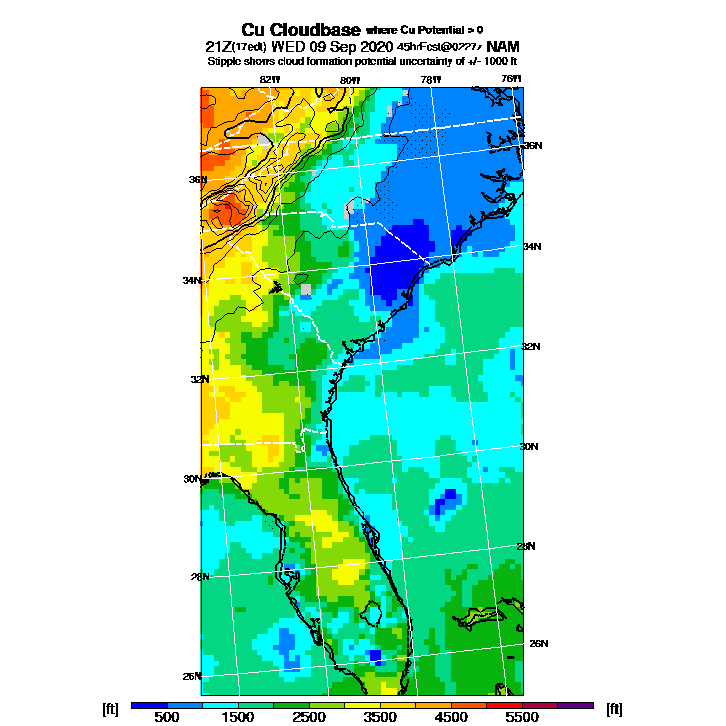 Cu Cloudbase where Cu Potential > 0
21Z(17edt) WED 09 Sep 2020 NAM
Stipple shows cloud formation potential uncertainty of +/- 1000 ft
82W 80W 78W 76W
36N
36N
34N
34N
32N
32N
30N
30N
28N
28N
26N
26N
[ft] 500 1500 2500 3500 4500 5500 [ft]